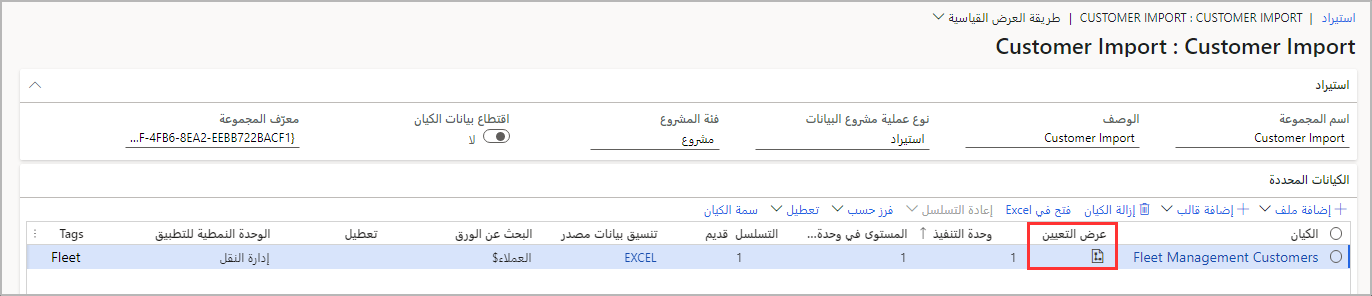 استيراد | CUSTOMER IMPORT : CUSTOMER IMPORT | طريقة العرض القياسية
Customer Import : Customer Import
استيراد
اسم المجموعة
Customer Import
الوصف
Customer Import
نوع عملية مشروع البيانات
استيراد
فئة المشروع
مشروع
اقتطاع بيانات الكيان
لا
معرّف المجموعة
...F-4FB6-8EA2-EEBB722BACF1}
الكيانات المحددة
إضافة ملف إضافة قالب إزالة الكيان فتح في Excel إعادة التسلسل فرز حسب تعطيل سمة الكيان
الكيان عرض التعيين وحدة التنفيذ المستوى في وحدة... التسلسل قديم تنسيق بيانات مصدر البحث عن الورق تعطيل الوحدة النمطية للتطبيق Tags
Fleet Management Customers 1 1 1 EXCEL العملاء$ إدارة النقل Fleet